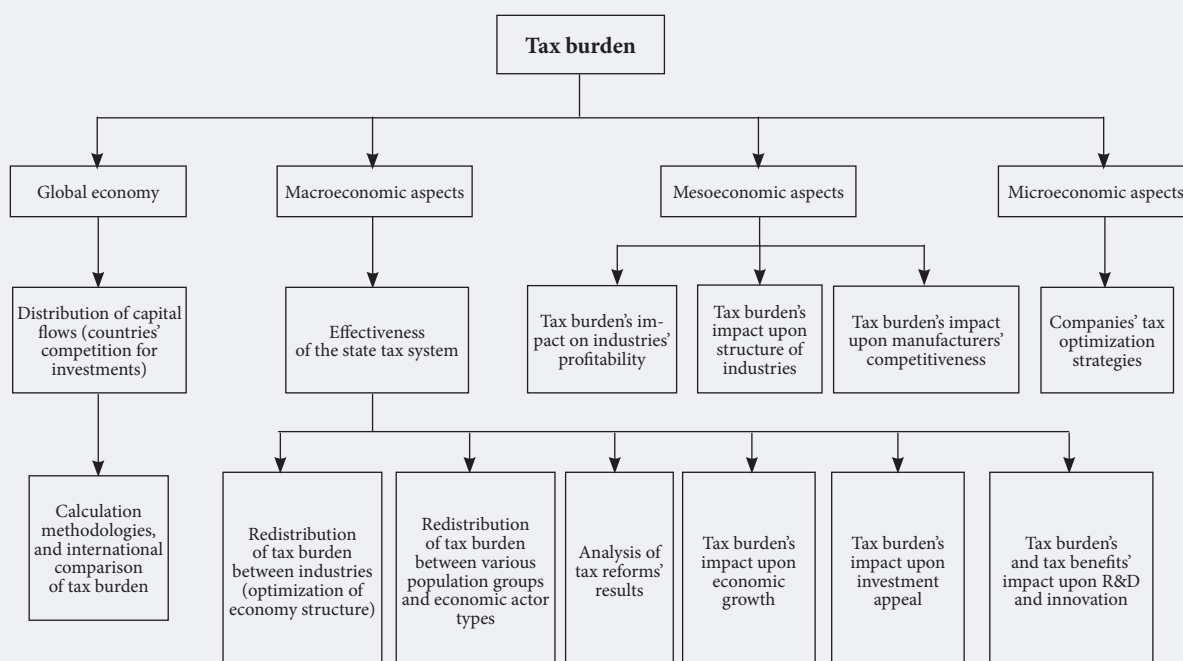 Tax burden
Global economy
Macroeconomic aspects
Mesoeconomic aspects
Microeconomic aspects
Distribution of capital
flows (countries’
competition for
investments)
Effectiveness
of the state tax system
Tax burden’s im-
pact on industries’
profitability
Tax burden’s
impact upon
structure of
industries
Tax burden’s impact
upon manufacturers’
competitiveness
Companies’ tax
optimization
strategies
Calculation
methodologies,
and international
comparison
of tax burden
Redistribution
of tax burden
between industries
(optimization of
economy structure)
Redistribution
of tax burden
between various
population groups
and economic actor
types
Analysis of
tax reforms’
results
Tax burden’s
impact upon
economic
growth
Tax burden’s
impact upon
investment
appeal
Tax burden’s
and tax benefits’
impact upon R&D
and innovation